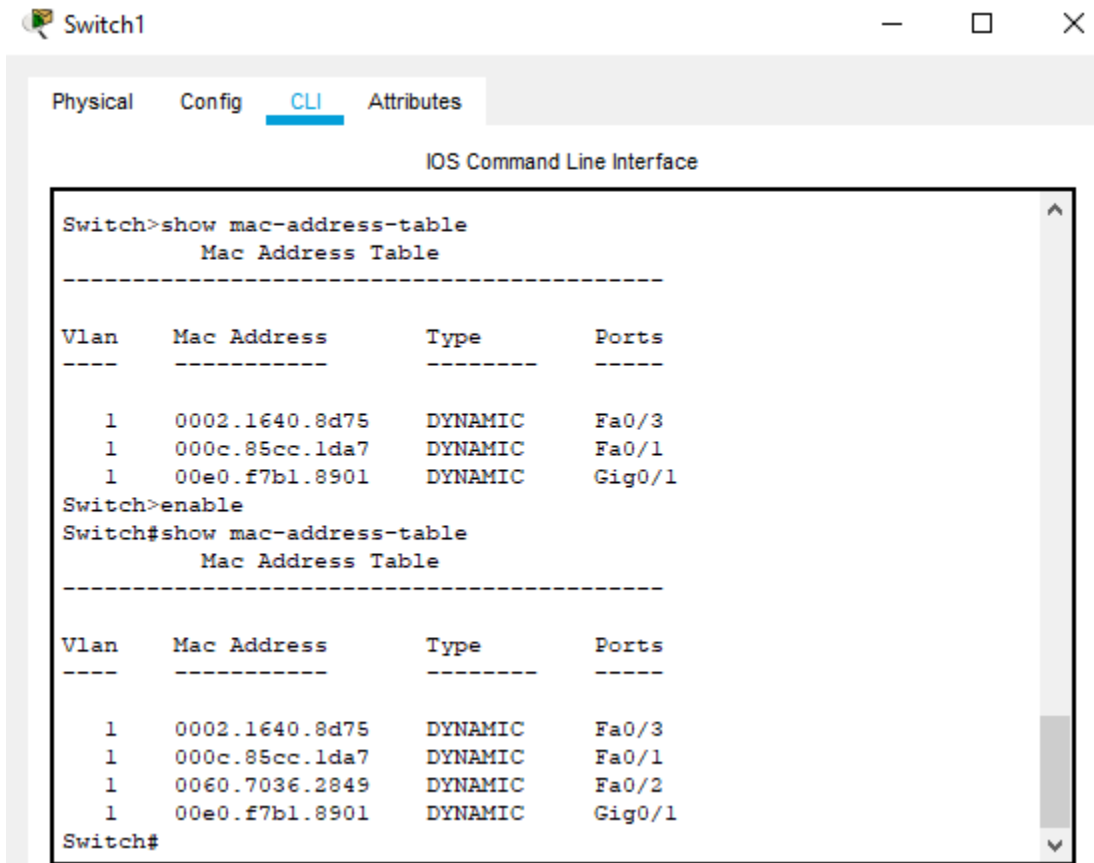 Switch1
Physical Config CLI Attributes
IOS Command Line Interface
Switch>show mac-address-table
Mac Address Table
-------------------------------------------
Vlan Mac Address Type Ports
---- ----------- -------- -----
1 0002.1640.8d75 DYNAMIC Fa0/3
1 000c.85cc.1da7 DYNAMIC Fa0/1
1 00e0.f7b1.8901 DYNAMIC Gig0/1
Switch>enable
Switch#show mac-address-table
Mac Address Table
-------------------------------------------
Vlan Mac Address Type Ports
---- ----------- -------- -----
1 0002.1640.8d75 DYNAMIC Fa0/3
1 000c.85cc.1da7 DYNAMIC Fa0/1
1 0060.7036.2849 DYNAMIC Fa0/2
1 00e0.f7b1.8901 DYNAMIC Gig0/1
Switch#